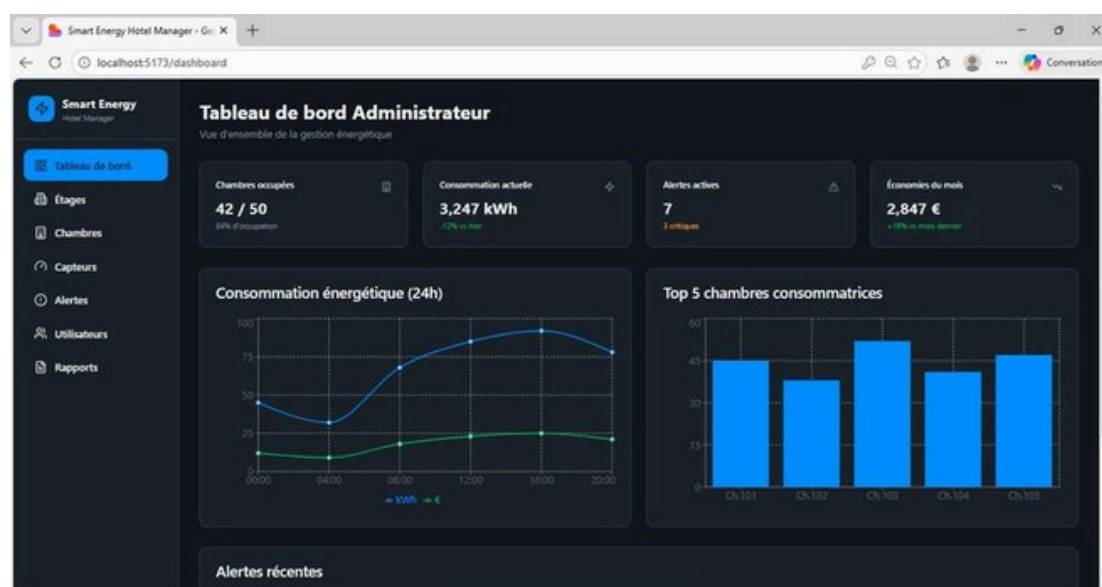 Smart Energy Hotel Manager - Ge
localhost:5173/dashboard
Conversation
Smart Energy
Hotel Manager
Tableau de bord
Étages
Chambres
Capteurs
Alertes
Utilisateurs
Rapports
Tableau de bord Administrateur
Vue d'ensemble de la gestion énergétique
Chambres occupées
42 / 50
84% d'occupation
Consommation actuelle
3,247 kWh
-12% vs hier
Alertes actives
7
3 critiques
Économies du mois
2,847 €
+18% vs mois dernier
Consommation énergétique (24h)
100
75
50
25
0
00:00 04:00 08:00 12:00 16:00 20:00
kWh €
Top 5 chambres consommatrices
60
45
30
15
0
Ch.101 Ch.102 Ch.103 Ch.104 Ch.105
Alertes récentes